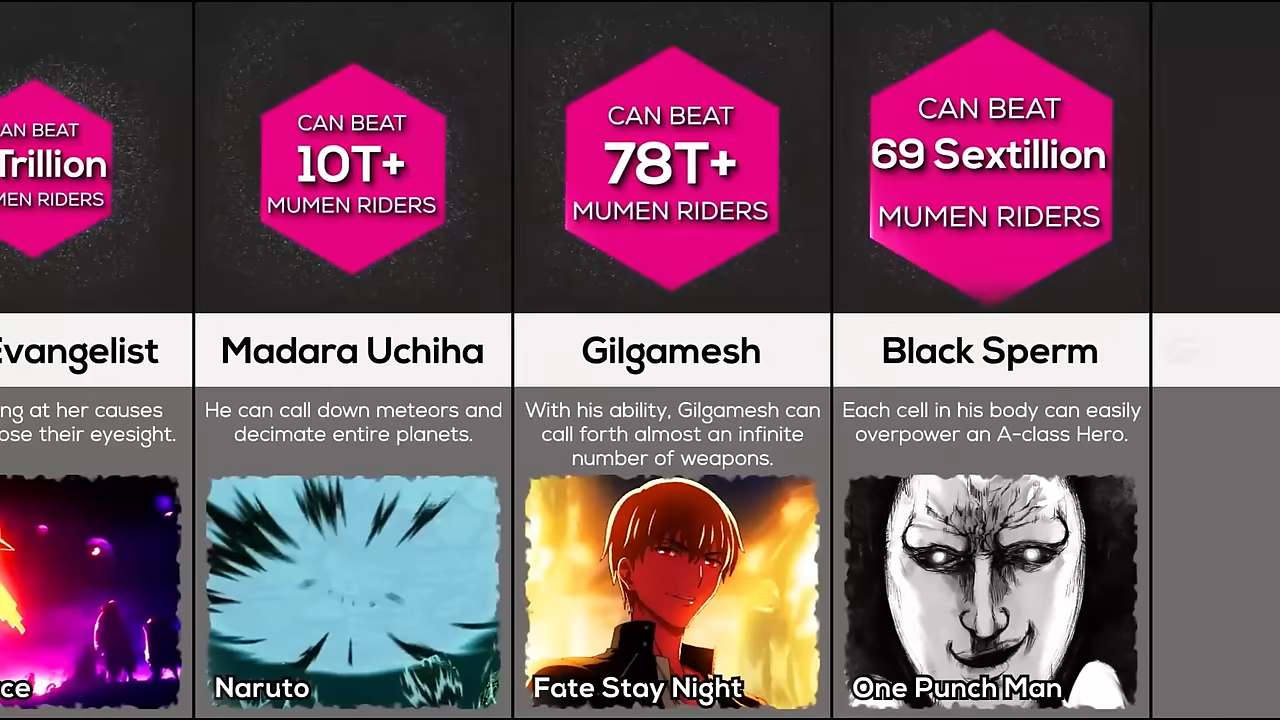 AN BEAT
Trillion
MEN RIDERS
Evangelist
ng at her causes
ose their eyesight.
ce
CAN BEAT
10T+
MUMEN RIDERS
Madara Uchiha
He can call down meteors and
decimate entire planets.
Naruto
CAN BEAT
78T+
MUMEN RIDERS
Gilgamesh
With his ability, Gilgamesh can
call forth almost an infinite
number of weapons.
Fate Stay Night
CAN BEAT
69 Sextillion
MUMEN RIDERS
Black Sperm
Each cell in his body can easily
overpower an A-class Hero.
One Punch Man